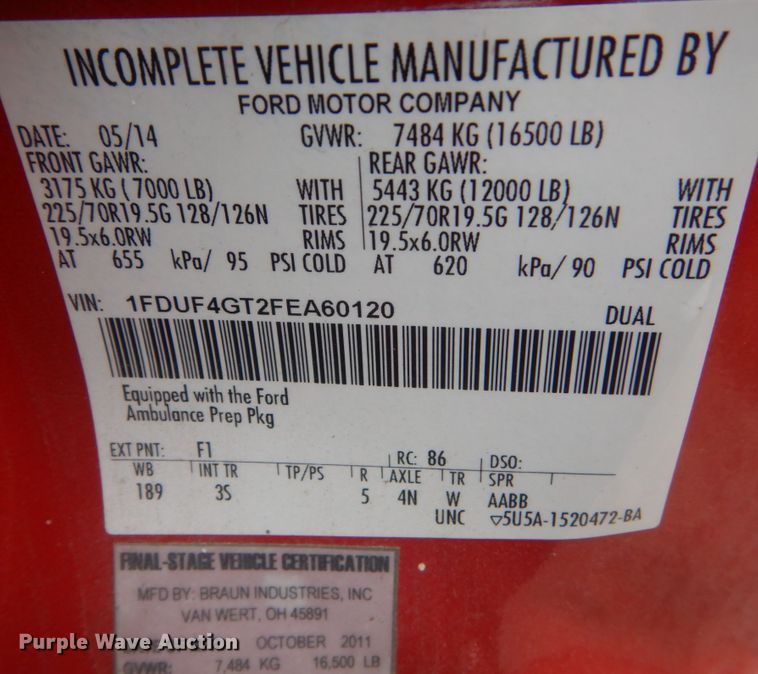 INCOMPLETE VEHICLE MANUFACTURED BY
FORD MOTOR COMPANY
DATE: 05/14 GVWR: 7484 KG (16500 LB)
FRONT GAWR: REAR GAWR:
3175 KG (7000 LB) WITH 5443 KG (12000 LB) WITH
225/70R19.5G 128/126N TIRES 225/70R19.5G 128/126N TIRES
19.5x6.0RW RIMS 19.5x6.0RW RIMS
AT 655 kPa/ 95 PSI COLD AT 620 kPa/ 90 PSI COLD
VIN: 1FDUF4GT2FEA60120 DUAL
Equipped with the Ford
Ambulance Prep Pkg
EXT PNT: F1 RC: 86 DSO:
WB INT TR TP/PS R AXLE TR SPR
189 3S 5 4N W AABB
UNC ▽5U5A-1520472-BA
FINAL-STAGE VEHICLE CERTIFICATION
MFD BY: BRAUN INDUSTRIES, INC
VAN WERT, OH 45891
OCTOBER 2011
GVWR: 7,484 KG 16,500 LB
Purple Wave Auction